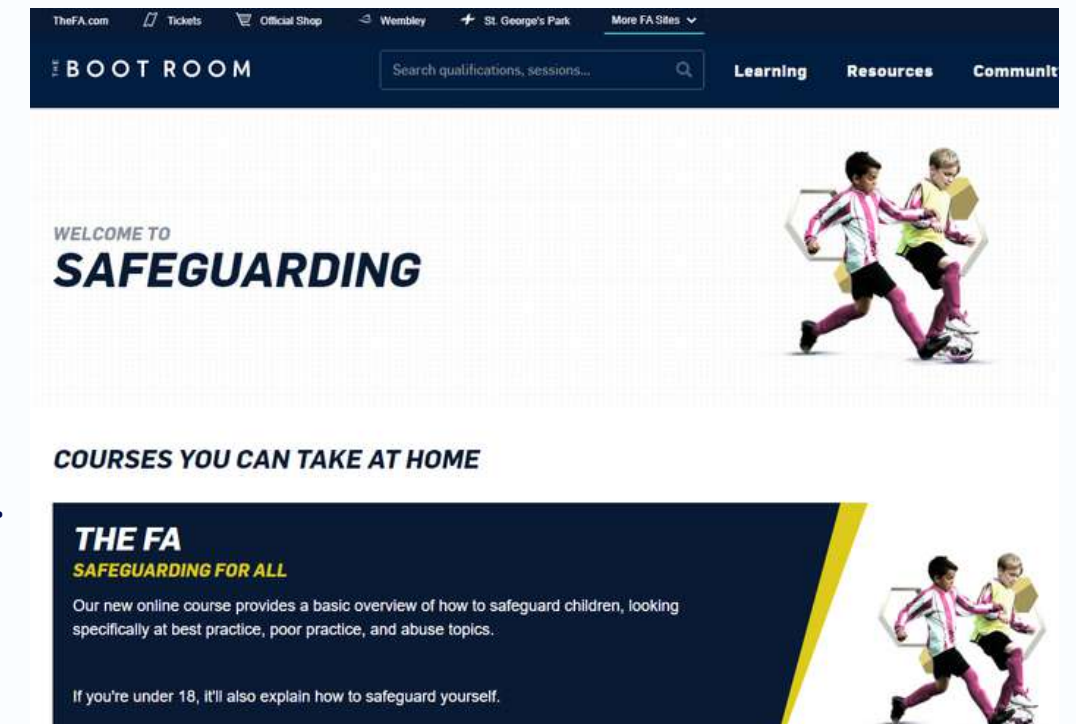 TheFA.com Tickets Official Shop Wembley St. George's Park More FA Sites
THE BOOT ROOM Search qualifications, sessions... Learning Resources Communit
WELCOME TO
SAFEGUARDING
COURSES YOU CAN TAKE AT HOME
THE FA
SAFEGUARDING FOR ALL
Our new online course provides a basic overview of how to safeguard children, looking
specifically at best practice, poor practice, and abuse topics.
If you're under 18, it'll also explain how to safeguard yourself.